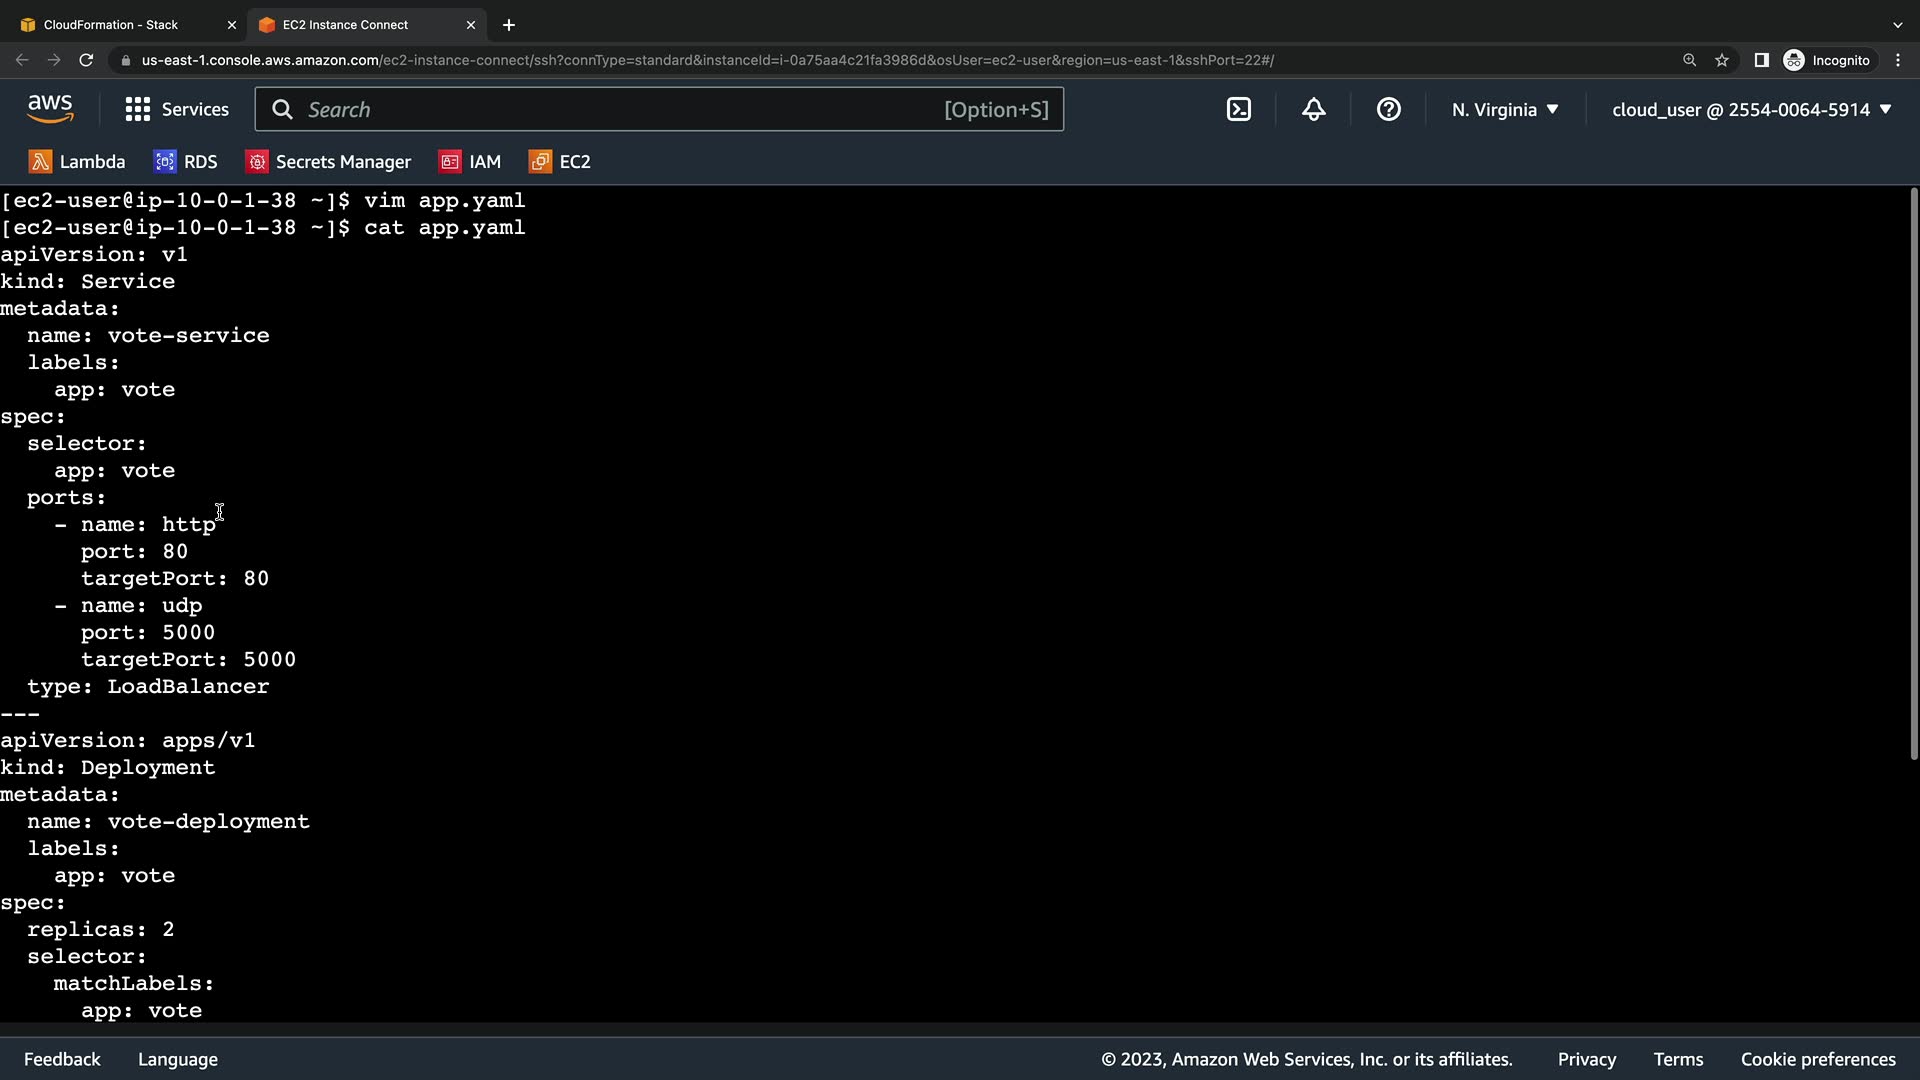 CloudFormation - Stack
EC2 Instance Connect
us-east-1.console.aws.amazon.com/ec2-instance-connect/ssh?connType=standard&instanceId=i-0a75aa4c21fa3986d&osUser=ec2-user&region=us-east-1&sshPort=22#/
Incognito
aws
Services
Search
[Option+S]
N. Virginia
cloud_user @ 2554-0064-5914
Lambda
RDS
Secrets Manager
IAM
EC2
[ec2-user@ip-10-0-1-38 ~]$ vim app.yaml
[ec2-user@ip-10-0-1-38 ~]$ cat app.yaml
apiVersion: v1
kind: Service
metadata:
  name: vote-service
  labels:
    app: vote
spec:
  selector:
    app: vote
  ports:
    - name: http
      port: 80
      targetPort: 80
    - name: udp
      port: 5000
      targetPort: 5000
  type: LoadBalancer
---
apiVersion: apps/v1
kind: Deployment
metadata:
  name: vote-deployment
  labels:
    app: vote
spec:
  replicas: 2
  selector:
    matchLabels:
      app: vote
Feedback
Language
© 2023, Amazon Web Services, Inc. or its affiliates.
Privacy
Terms
Cookie preferences